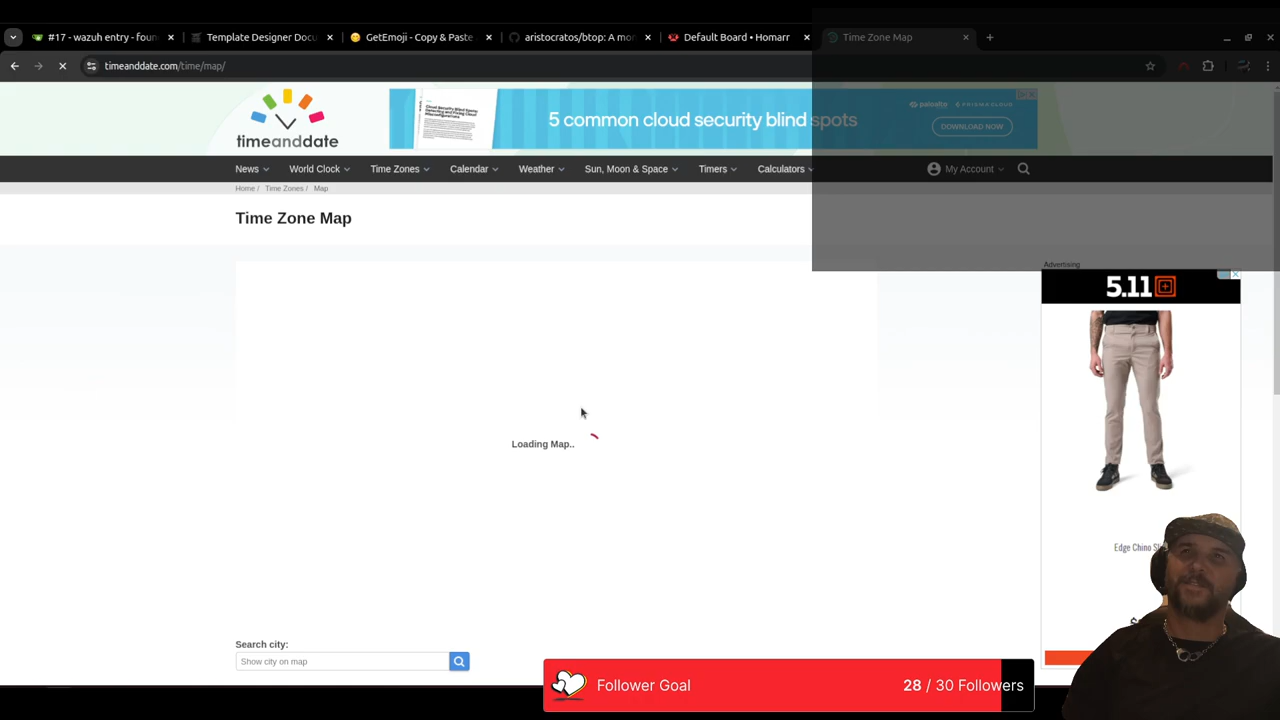 #17 - wazuh entry - foun
Template Designer Docu
GetEmoji - Copy & Paste
aristocratos/btop: A mo
Default Board • Homarr
Time Zone Map
timeanddate.com/time/map/
timeanddate
5 common cloud security blind spots
paloalto PRISMA CLOUD
DOWNLOAD NOW
News World Clock Time Zones Calendar Weather Sun, Moon & Space Timers Calculators My Account
Home / Time Zones / Map
Time Zone Map
Advertising
5.11
Loading Map..
Edge Chino Sl
Search city:
Show city on map
Follower Goal 28 / 30 Followers